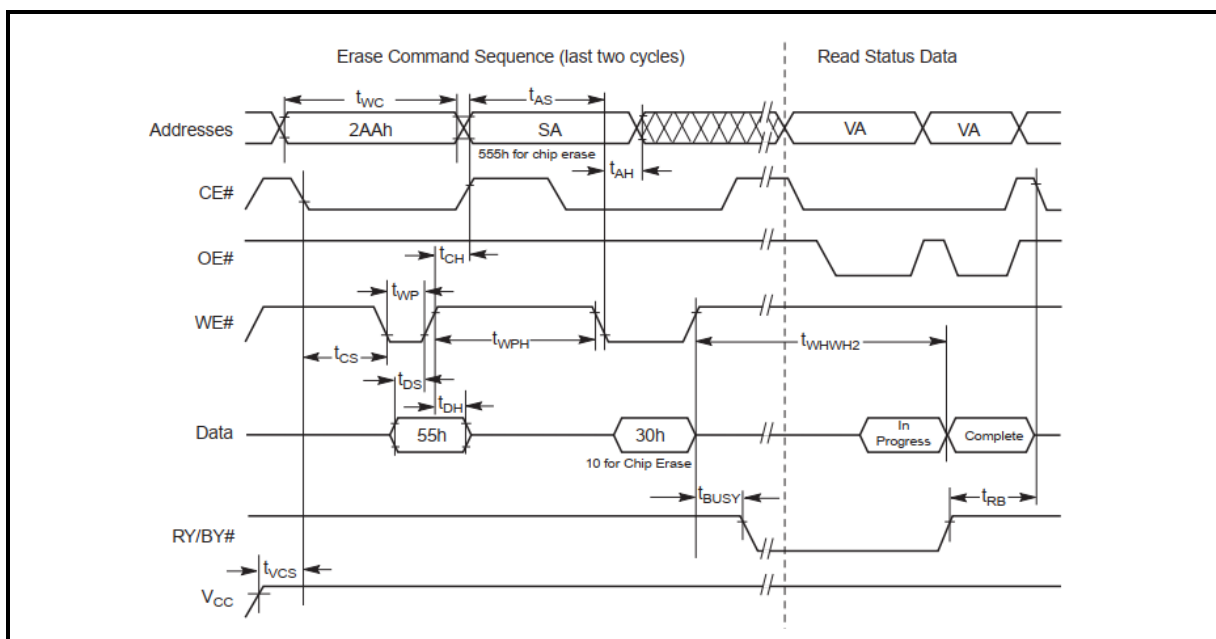 Erase Command Sequence (last two cycles) Read Status Data
tWC tAS
Addresses 2AAh SA VA VA
555h for chip erase
tAH
CE#
tCH
OE#
tWP
WE#
tWPH tWHWH2
tCS
tDS
tDH
Data 55h 30h In Progress Complete
10 for Chip Erase
tBUSY tRB
RY/BY#
tVCS
VCC